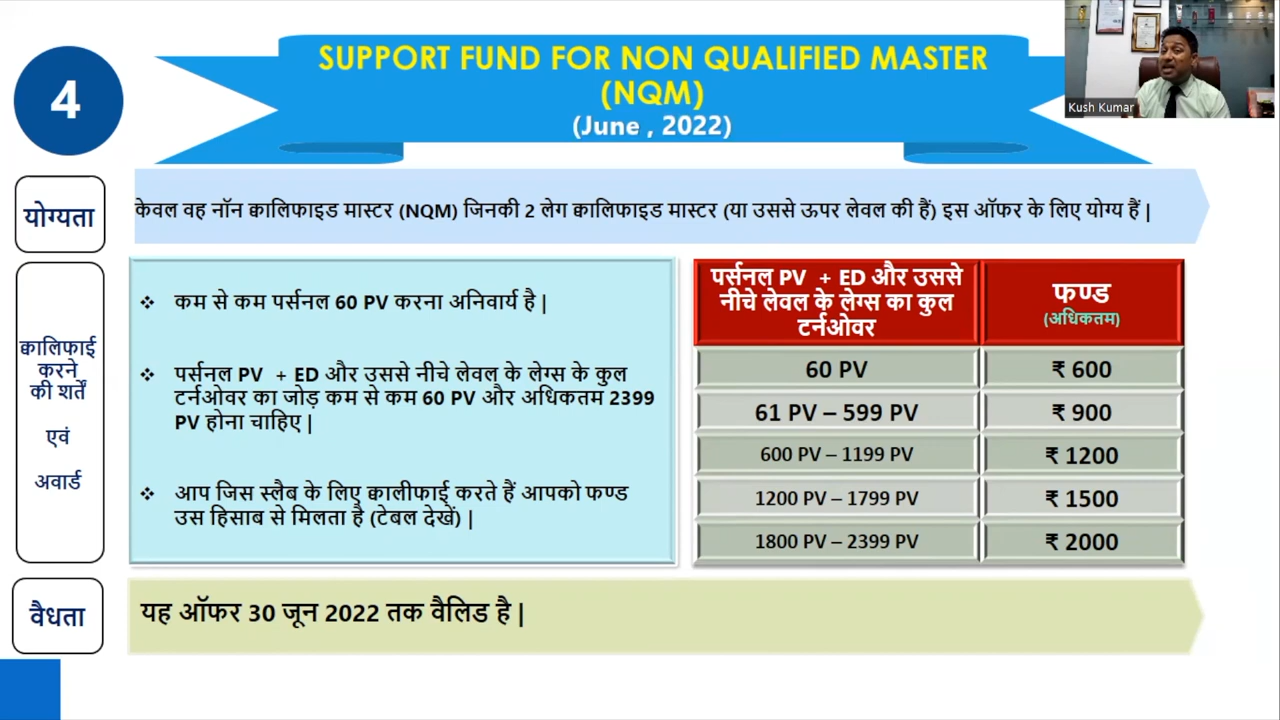 4
SUPPORT FUND FOR NON QUALIFIED MASTER
(NQM)
(June , 2022)
Kush Kumar
योग्यता
केवल वह नॉन क्वालिफाइड मास्टर (NQM) जिनकी 2 लेग क्वालिफाइड मास्टर (या उससे ऊपर लेवल की हैं) इस ऑफर के लिए योग्य हैं |
क्वालिफाई
करने
की शर्तें
एवं
अवार्ड
❖ कम से कम पर्सनल 60 PV करना अनिवार्य है |
❖ पर्सनल PV + ED और उससे नीचे लेवल के लेग्स के कुल
टर्नओवर का जोड़ कम से कम 60 PV और अधिकतम 2399
PV होना चाहिए |
❖ आप जिस स्लैब के लिए क्वालीफाई करते हैं आपको फण्ड
उस हिसाब से मिलता है (टेबल देखें) |
पर्सनल PV + ED और उससे
नीचे लेवल के लेग्स का कुल
टर्नओवर
फण्ड
(अधिकतम)
60 PV ₹ 600
61 PV – 599 PV ₹ 900
600 PV – 1199 PV ₹ 1200
1200 PV – 1799 PV ₹ 1500
1800 PV – 2399 PV ₹ 2000
वैधता
यह ऑफर 30 जून 2022 तक वैलिड है |